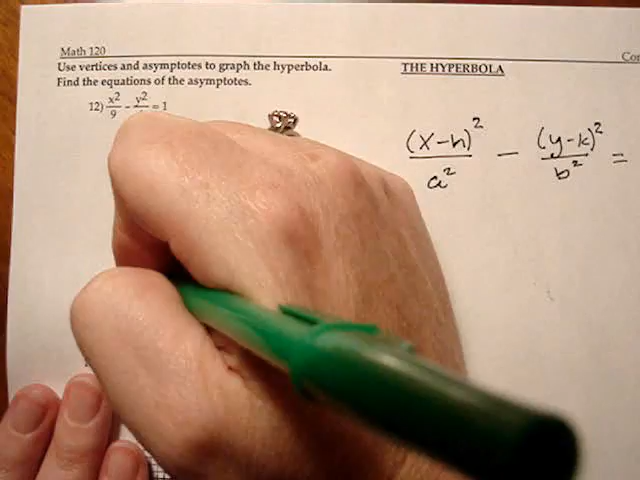 Math 120
Use vertices and asymptotes to graph the hyperbola.
Find the equations of the asymptotes.
12) x²/9 - y²/ = 1
THE HYPERBOLA
(x-h)²/a² - (y-k)²/b² =